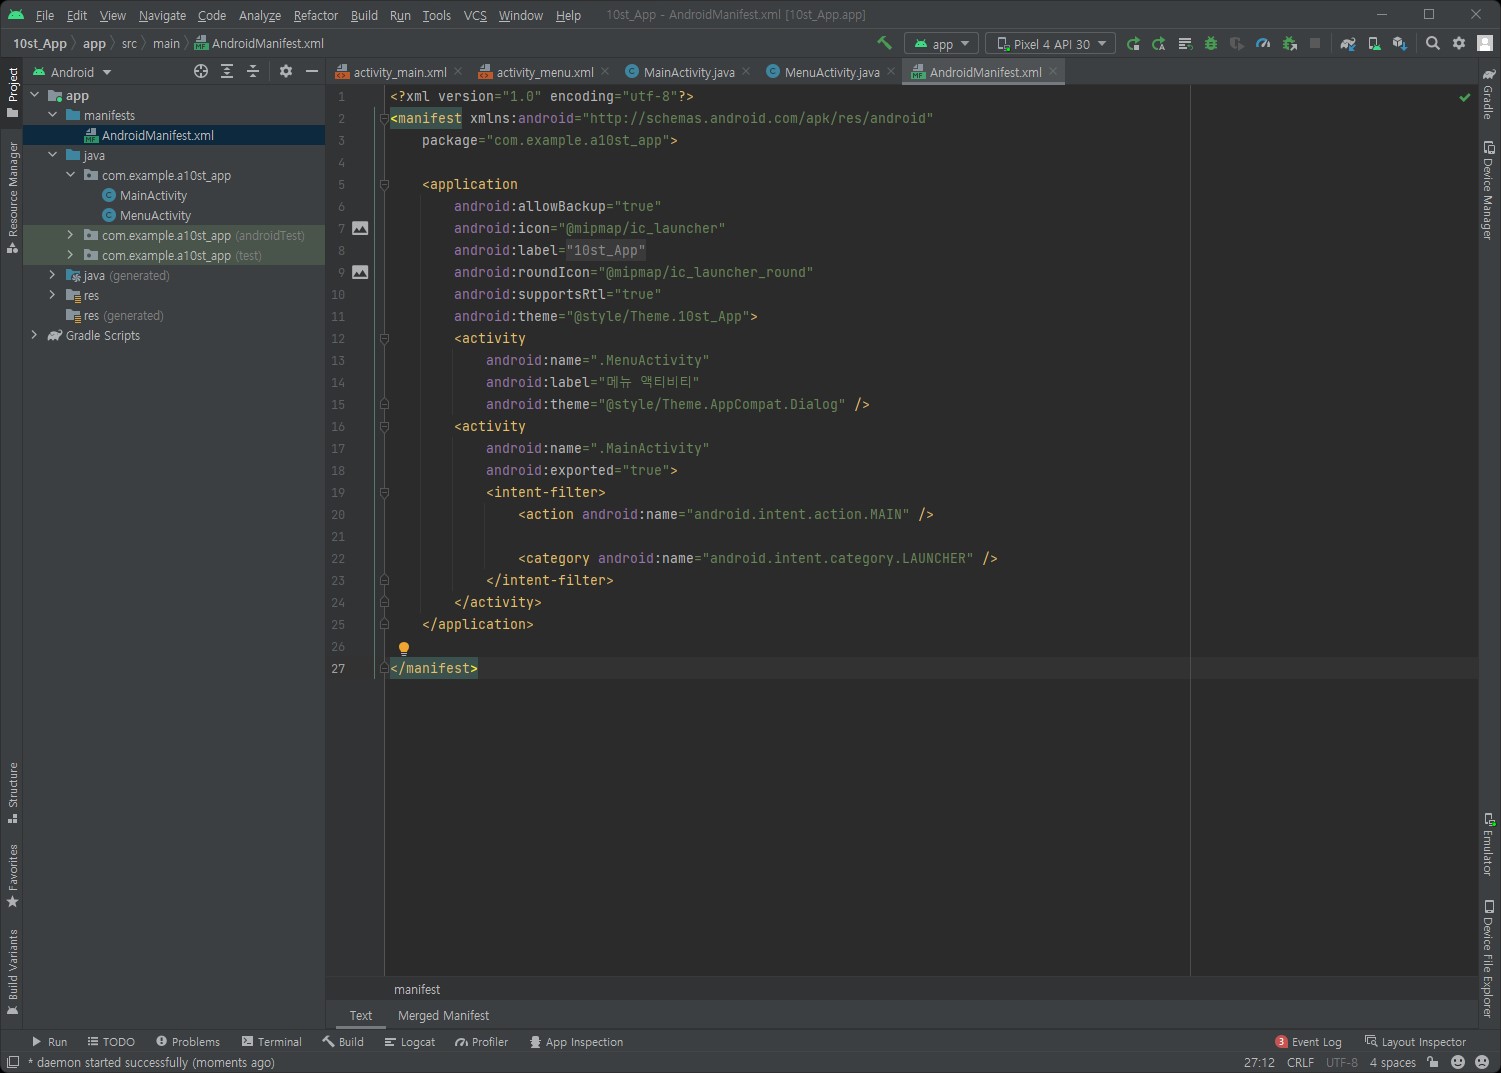 File Edit View Navigate Code Analyze Refactor Build Run Tools VCS Window Help 10st_App - AndroidManifest.xml [10st_App.app]
10st_App app src main AndroidManifest.xml app Pixel 4 API 30
Project
Resource Manager
Structure
Favorites
Build Variants
Android
app
manifests
AndroidManifest.xml
java
com.example.a10st_app
MainActivity
MenuActivity
com.example.a10st_app (androidTest)
com.example.a10st_app (test)
java (generated)
res
res (generated)
Gradle Scripts
activity_main.xml activity_menu.xml MainActivity.java MenuActivity.java AndroidManifest.xml
1 <?xml version="1.0" encoding="utf-8"?>
2 <manifest xmlns:android="http://schemas.android.com/apk/res/android"
3 package="com.example.a10st_app">
4
5 <application
6 android:allowBackup="true"
7 android:icon="@mipmap/ic_launcher"
8 android:label="10st_App"
9 android:roundIcon="@mipmap/ic_launcher_round"
10 android:supportsRtl="true"
11 android:theme="@style/Theme.10st_App">
12 <activity
13 android:name=".MenuActivity"
14 android:label="메뉴 액티비티"
15 android:theme="@style/Theme.AppCompat.Dialog" />
16 <activity
17 android:name=".MainActivity"
18 android:exported="true">
19 <intent-filter>
20 <action android:name="android.intent.action.MAIN" />
21
22 <category android:name="android.intent.category.LAUNCHER" />
23 </intent-filter>
24 </activity>
25 </application>
26
27 </manifest>
manifest
Text Merged Manifest
Gradle
Device Manager
Emulator
Device File Explorer
Run TODO Problems Terminal Build Logcat Profiler App Inspection 3 Event Log Layout Inspector
* daemon started successfully (moments ago) 27:12 CRLF UTF-8 4 spaces